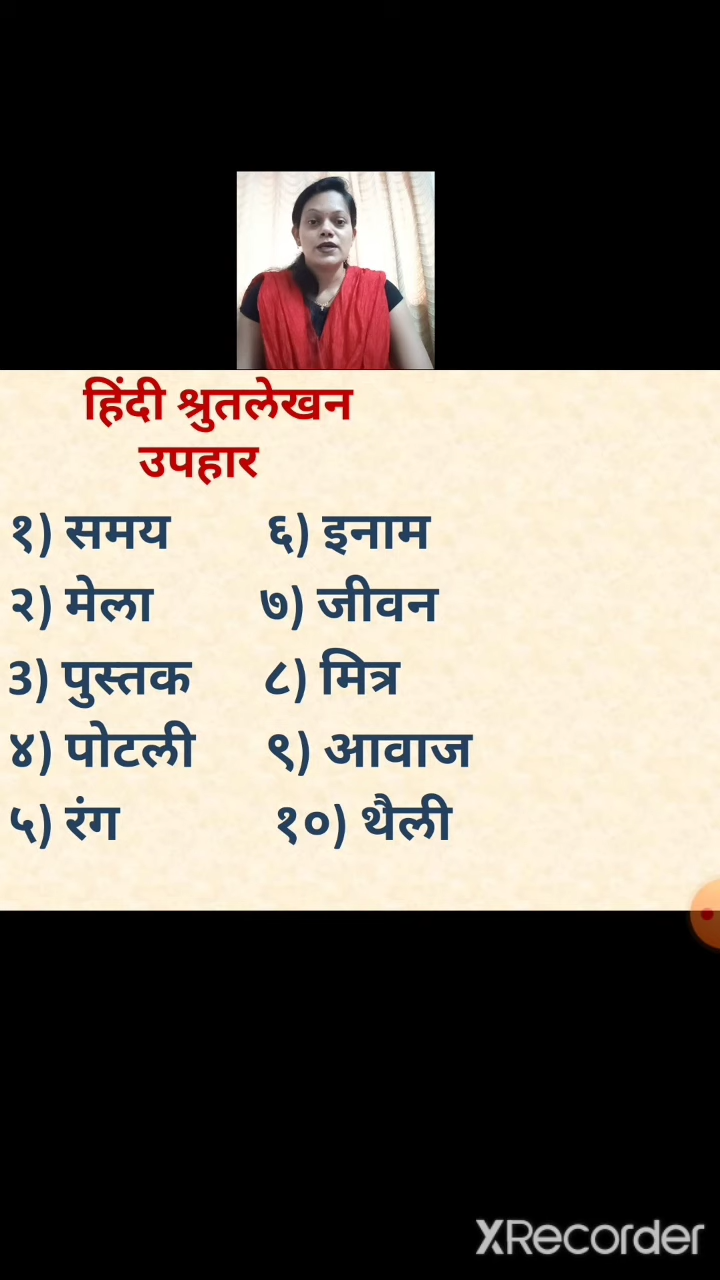 हिंदी श्रुतलेखन
उपहार
१) समय ६) इनाम
२) मेला ७) जीवन
3) पुस्तक ८) मित्र
४) पोटली ९) आवाज
५) रंग १०) थैली
XRecorder